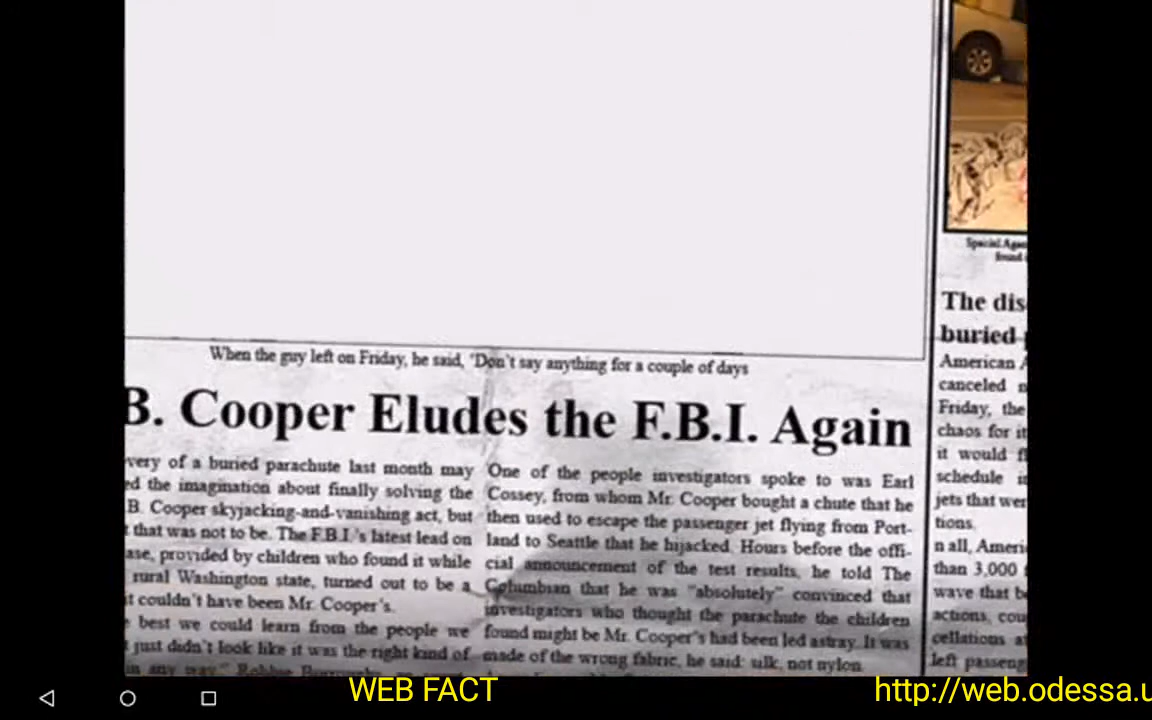 When the guy left on Friday, he said, "Don't say anything for a couple of days
B. Cooper Eludes the F.B.I. Again
very of a buried parachute last month may
ed the imagination about finally solving the
B. Cooper skyjacking-and-vanishing act, but
that was not to be. The F.B.I.'s latest lead on
ase, provided by children who found it while
rural Washington state, turned out to be a
it couldn't have been Mr. Cooper's.
best we could learn from the people we
just didn't look like it was the right kind of
in any way."
One of the people investigators spoke to was Earl
Cossey, from whom Mr. Cooper bought a chute that he
then used to escape the passenger jet flying from Port-
land to Seattle that he hijacked. Hours before the offi-
cial announcement of the test results, he told The
Columbian that he was "absolutely" convinced that
investigators who thought the parachute the children
found might be Mr. Cooper's had been led astray. It was
made of the wrong fabric, he said: silk, not nylon.
Special Agen
found
The dis
buried
American A
canceled
Friday, the
chaos for it
it would f
schedule
jets that wer
tions.
n all, Ameri
than 3,000
wave that b
actions, cou
cellations at
left passeng
WEB FACT
http://web.odessa.u